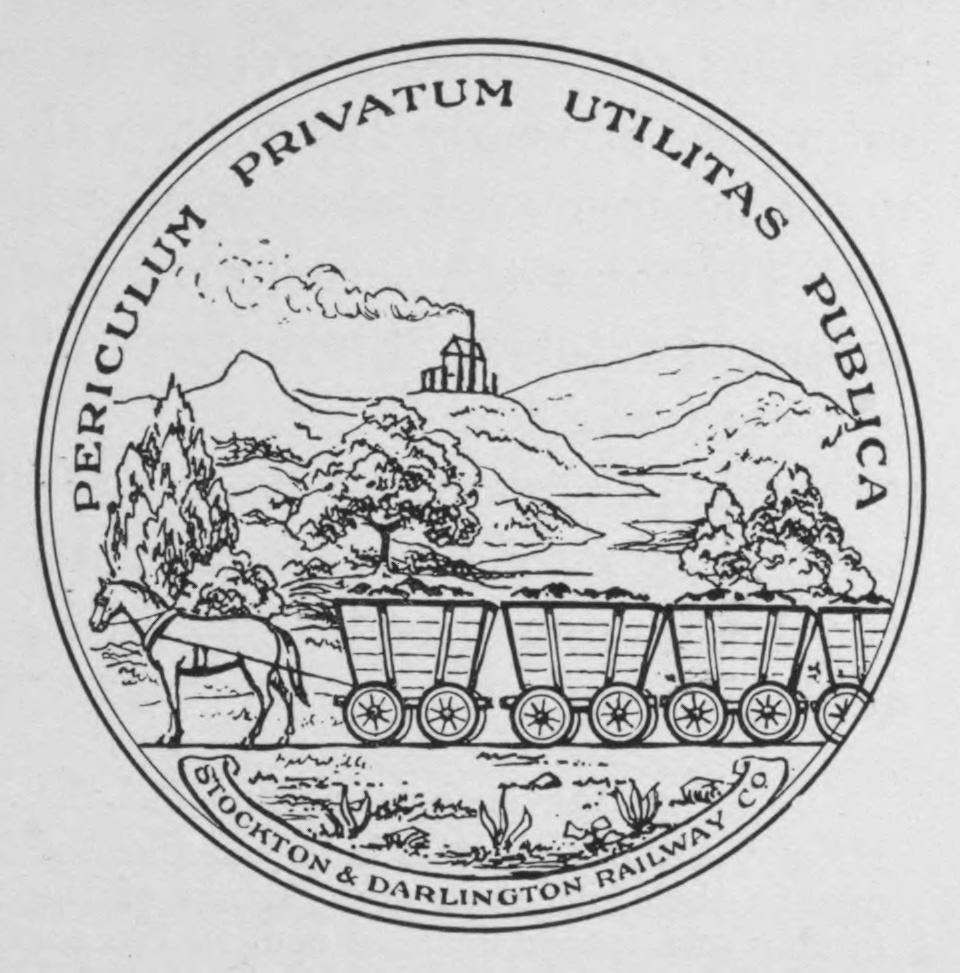 PERICULUM PRIVATUM UTILITAS PUBLICA
STOCKTON & DARLINGTON RAILWAY CO.